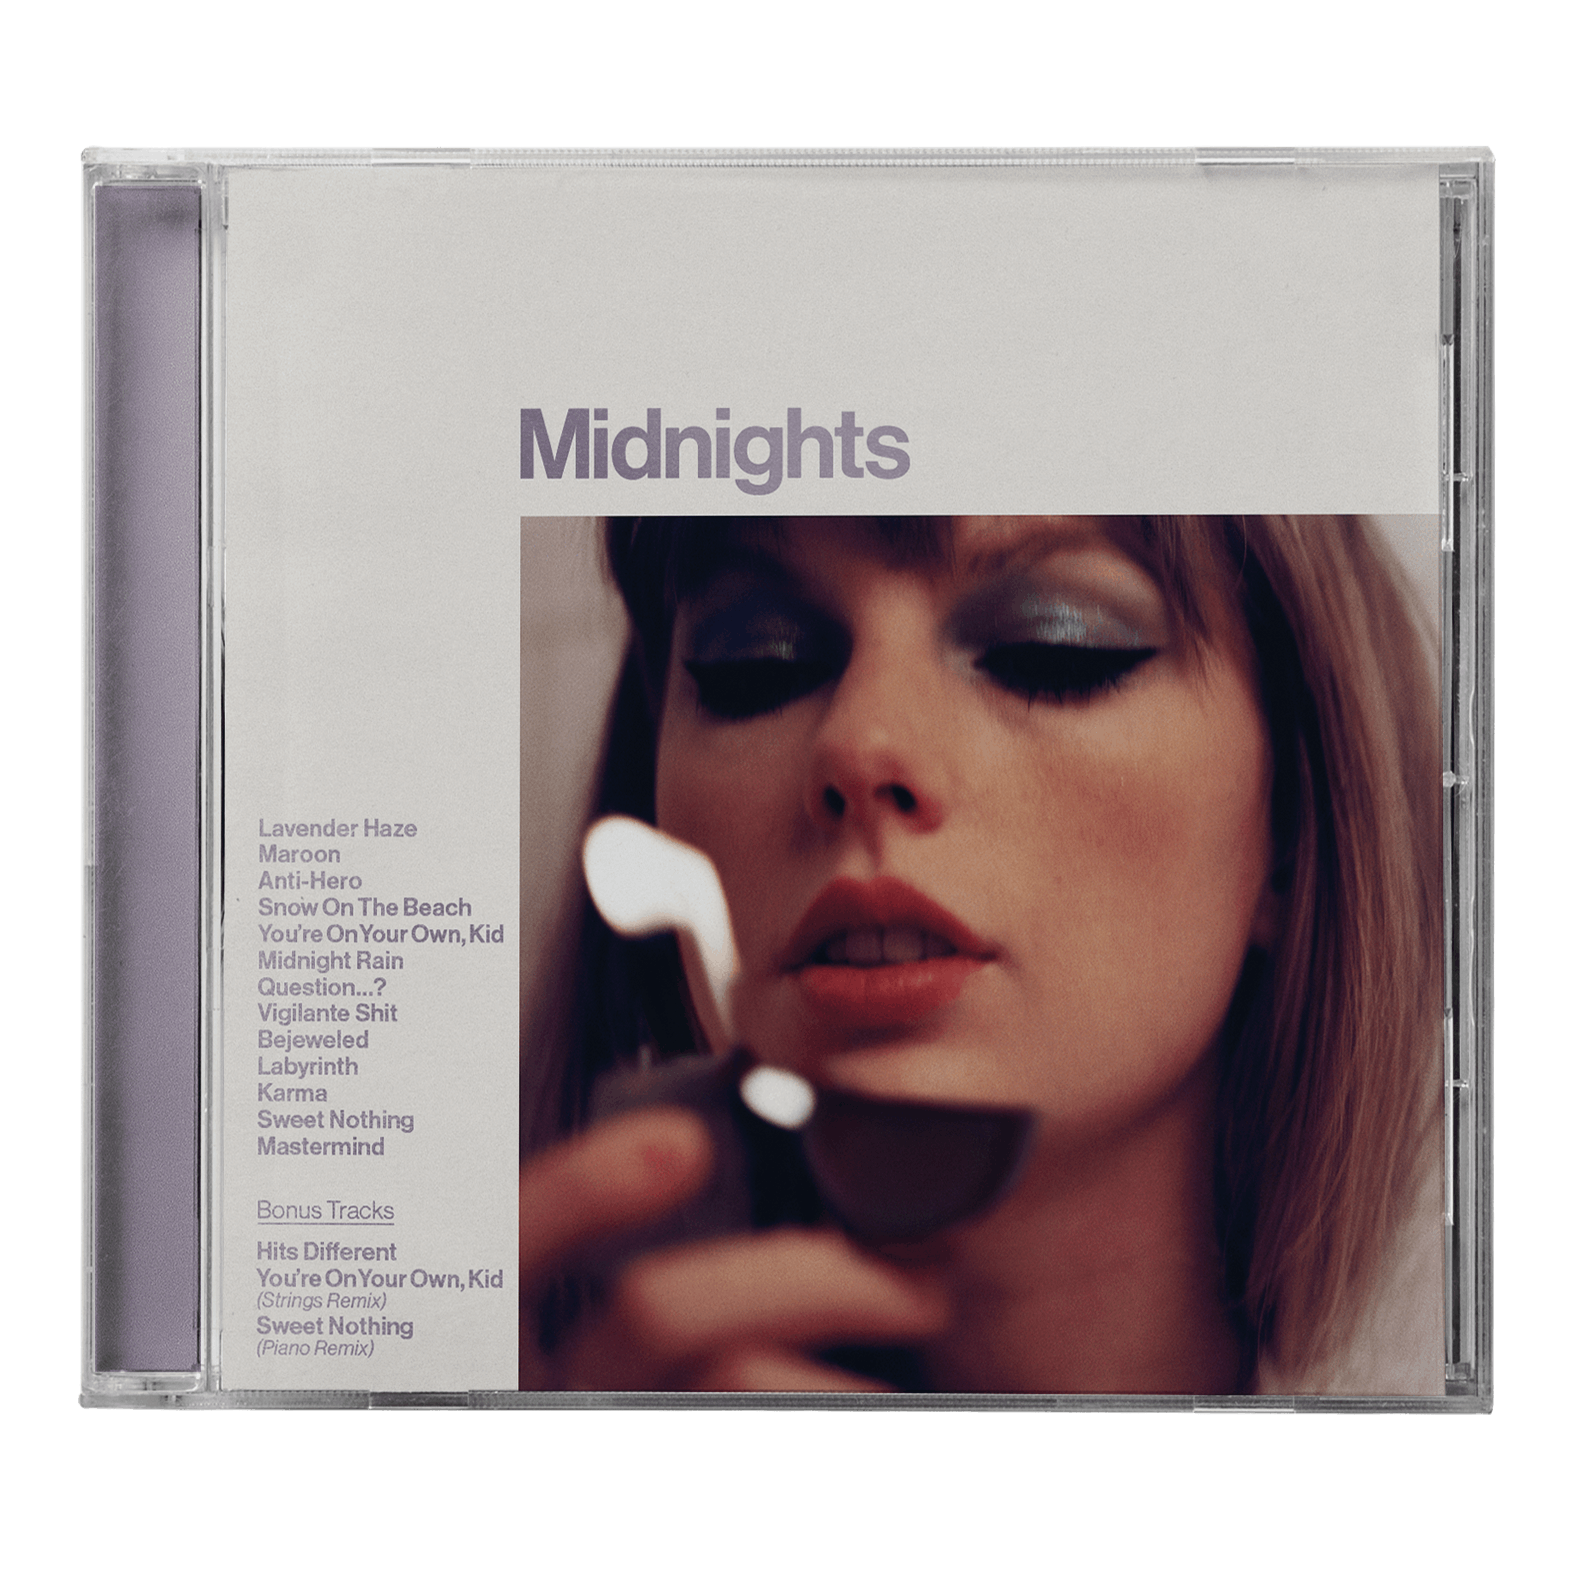 Midnights
Lavender Haze
Maroon
Anti-Hero
Snow On The Beach
You're On Your Own, Kid
Midnight Rain
Question...?
Vigilante Shit
Bejeweled
Labyrinth
Karma
Sweet Nothing
Mastermind
Bonus Tracks
Hits Different
You're On Your Own, Kid
(Strings Remix)
Sweet Nothing
(Piano Remix)